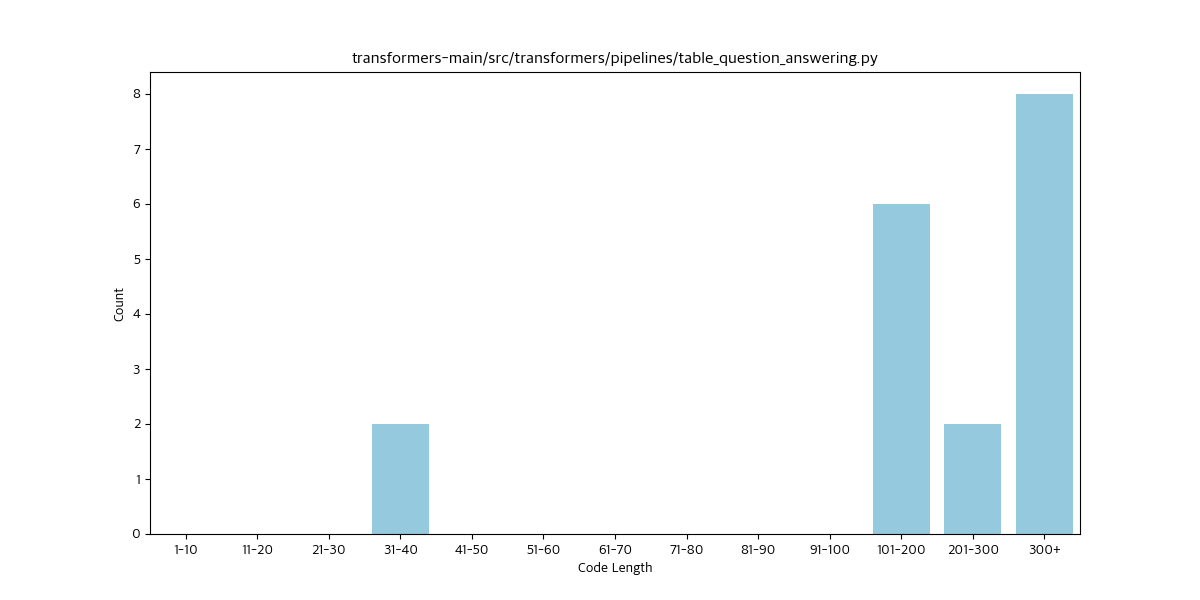 transformers-main/src/transformers/pipelines/table_question_answering.py
8
7
6
5
4
3
2
1
0
Count
1-10 11-20 21-30 31-40 41-50 51-60 61-70 71-80 81-90 91-100 101-200 201-300 300+
Code Length